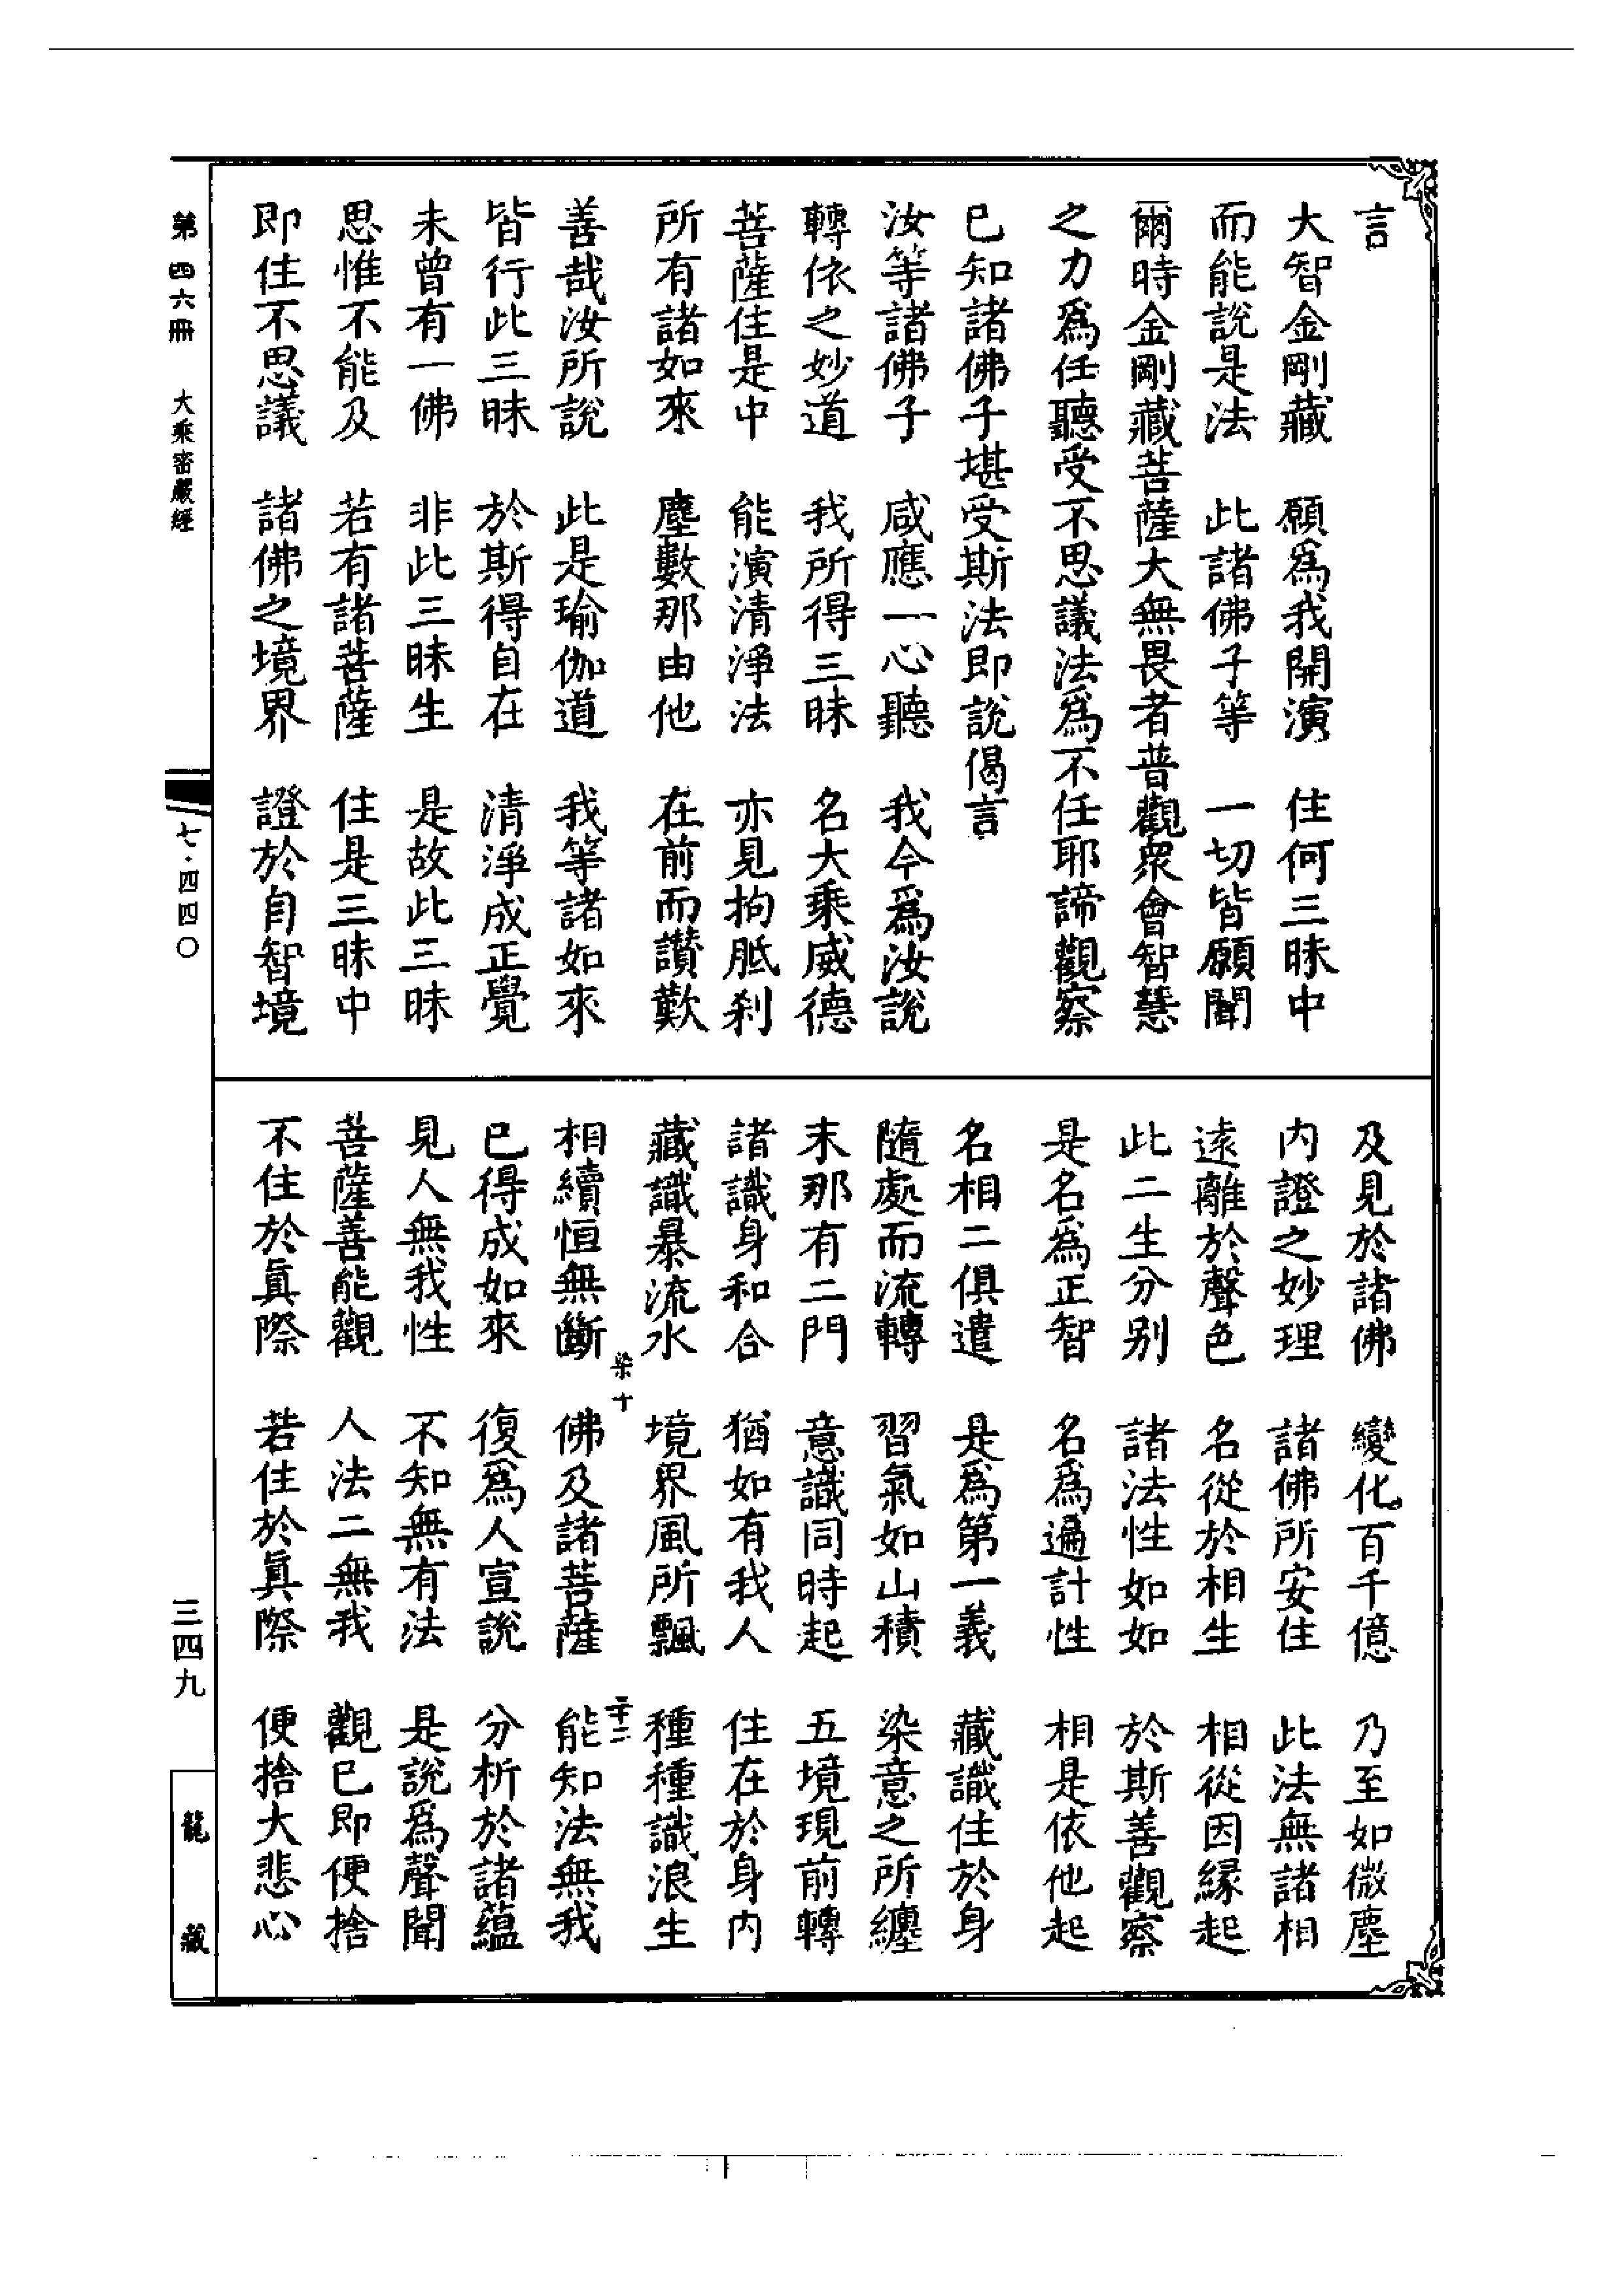 言
大智金剛藏　願爲我開演　住何三昧中
而能說是法　此諸佛子等　一切皆願聞
爾時金剛藏菩薩大無畏者普觀衆會智慧
之力爲任聽受不思議法爲不任耶諦觀察
已知諸佛子堪受斯法即說偈言
汝等諸佛子　咸應一心聽　我今爲汝說
轉依之妙道　我所得三昧　名大乘威德
菩薩住是中　能演清淨法　亦見拘胝刹
所有諸如來　塵數那由他　在前而讃歎
善哉汝所說　此是瑜伽道　我等諸如來
皆行此三昧　於斯得自在　清淨成正覺
未曾有一佛　非此三昧生　是故此三昧
思惟不能及　若有諸菩薩　住是三昧中
即住不思議　諸佛之境界　證於自智境
及見於諸佛　變化百千億　乃至如微塵
内證之妙理　諸佛所安住　此法無諸相
遠離於聲色　名從於相生　相從因緣起
此二生分别　諸法性如如　於斯善觀察
是名爲正智　名爲遍計性　相是依他起
名相二俱遣　是爲第一義　藏識住於身
隨處而流轉　習氣如山積　染意之所纏
末那有二門　意識同時起　五境現前轉
諸識身和合　猶如有我人　住在於身内
藏識暴流水　境界風所飄　種種識浪生
染十　二十二
相續恒無斷　佛及諸菩薩　能知法無我
已得成如來　復爲人宣說　分析於諸蘊
見人無我性　不知無有法　是說爲聲聞
菩薩善能觀　人法二無我　觀已即便捨
不住於真際　若住於真際　便捨大悲心
第四六冊　大乘密嚴經
七·四四〇
三四九
龍藏